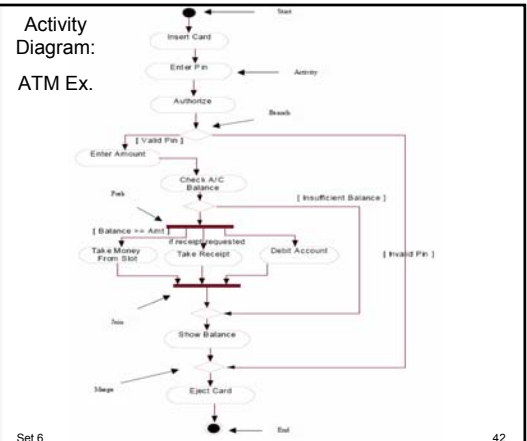 Activity
Diagram:
ATM Ex.
Start
Insert Card
Enter Pin
Activity
Authorize
Branch
[ Valid Pin ]
Enter Amount
Check A/C
Balance
Fork
[ Insufficient Balance ]
[ Balance >= Amt ]
if receipt requested
Take Money
From Slot
Take Receipt
Debit Account
[ Invalid Pin ]
Join
Show Balance
Merge
Eject Card
End
Set 6
42